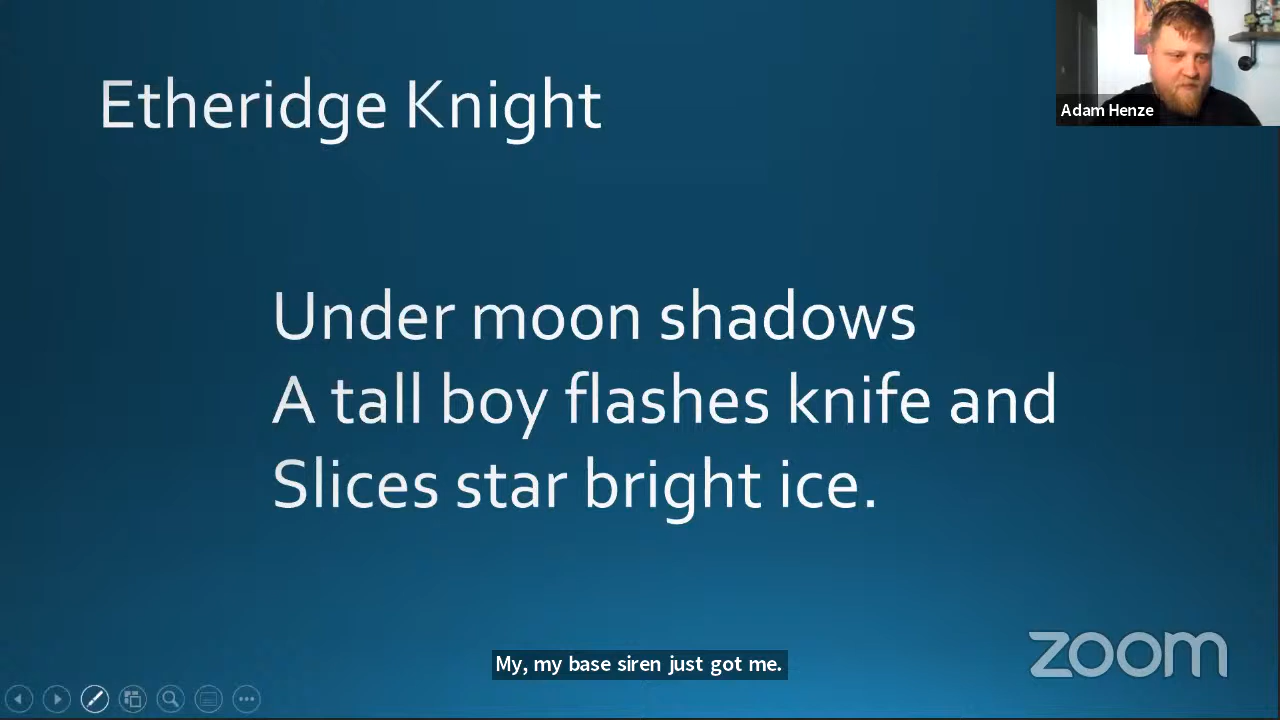 Etheridge Knight
Adam Henze
Under moon shadows
A tall boy flashes knife and
Slices star bright ice.
My, my base siren just got me.
zoom